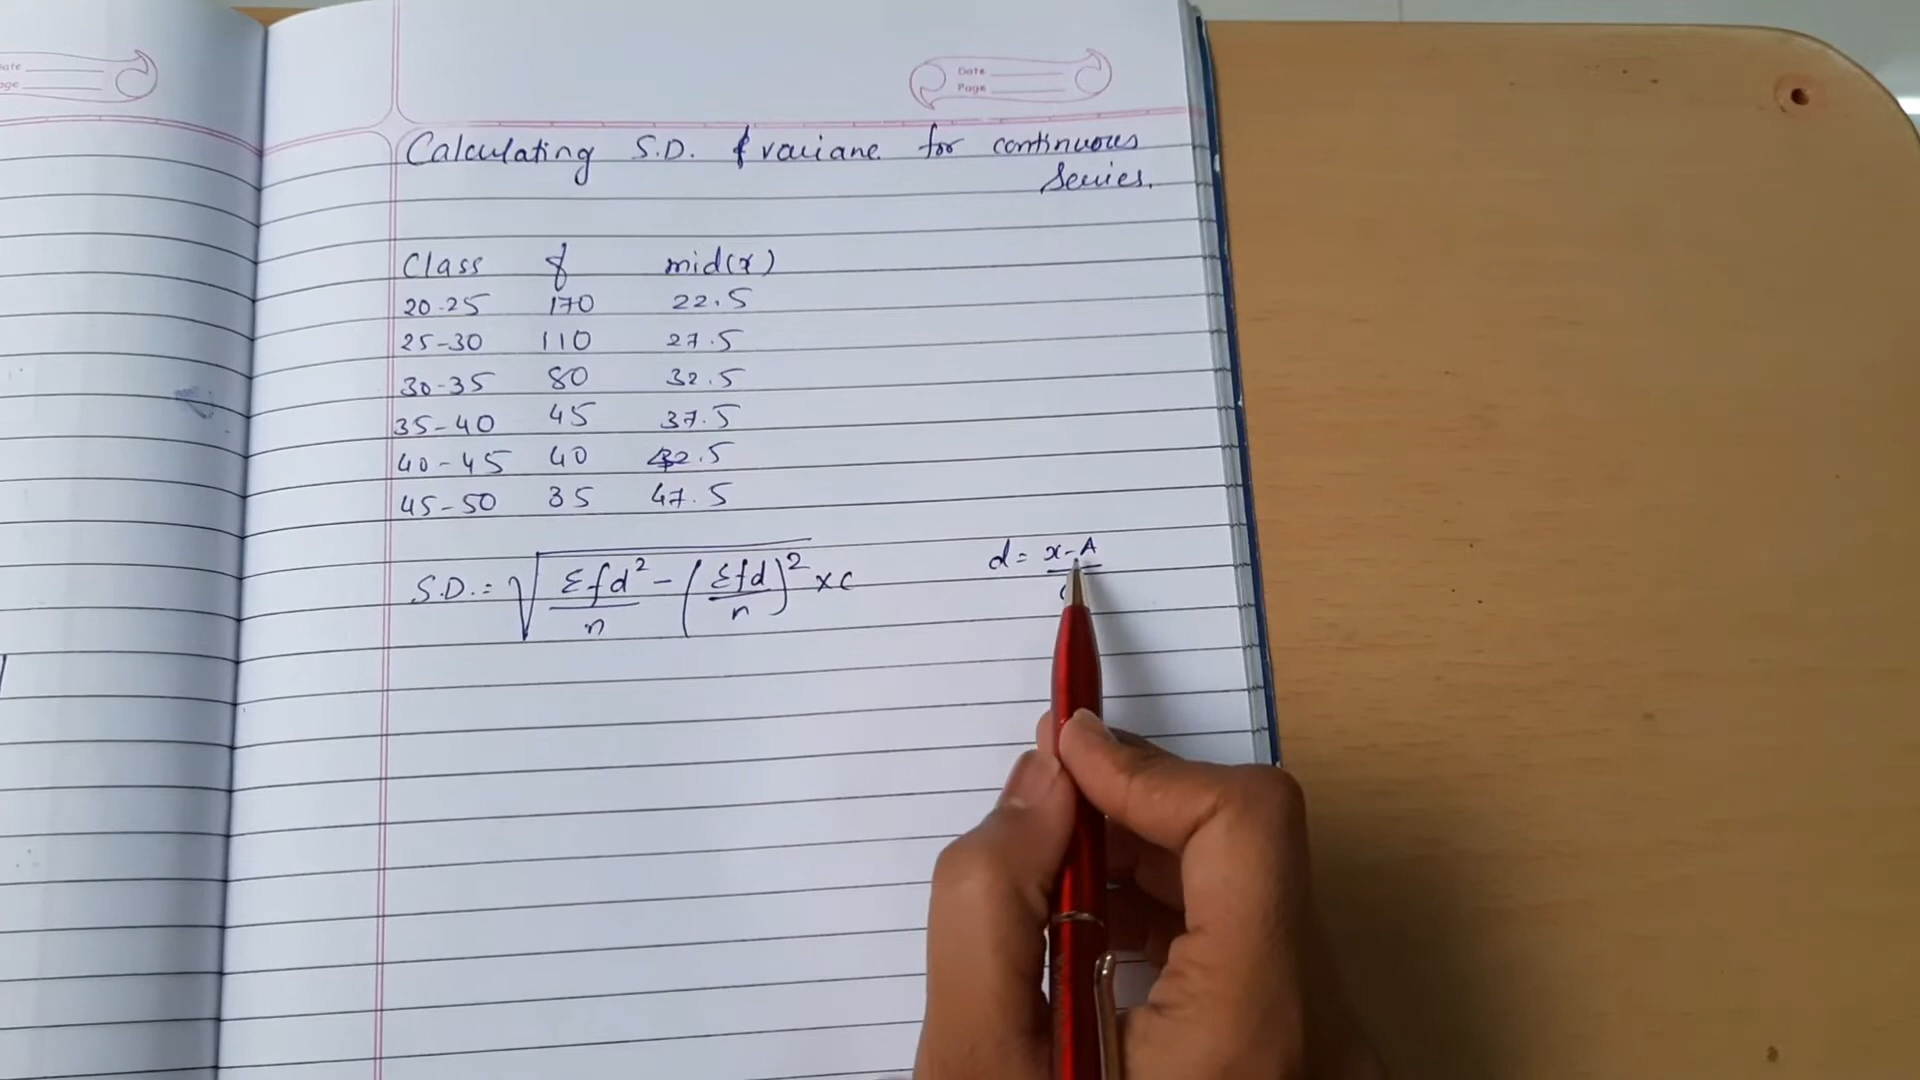 Date
Page
Date
Page
Calculating S.D. & variane for continuous
Series.
Class f mid(x)
20-25 170 22.5
25-30 110 27.5
30-35 80 32.5
35-40 45 37.5
40-45 40 42.5
45-50 35 47.5
S.D. = √ Σfd² / n - (Σfd / n)² × C
d = x-A